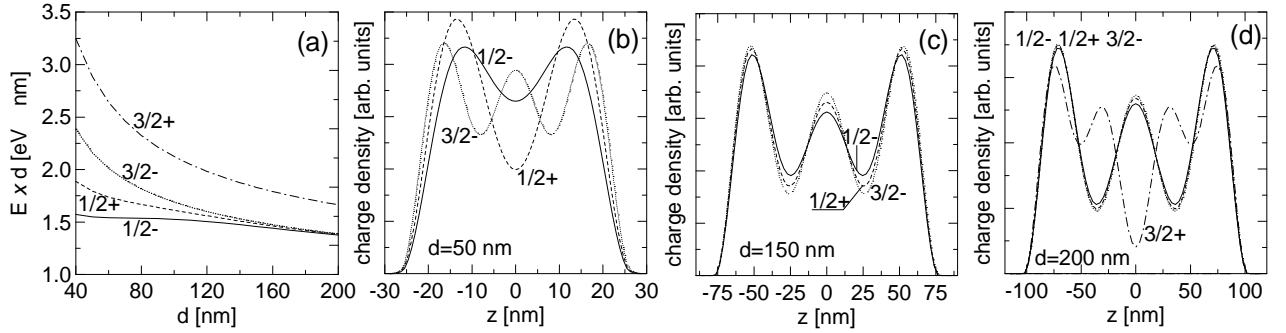 3.5
3.0
2.5
2.0
1.5
1.0
E x d [eV nm]
(a)
3/2+
3/2-
1/2+
1/2-
40 80 120 160 200
d [nm]
charge density [arb. units]
(b)
1/2-
3/2-
1/2+
d=50 nm
-30 -20 -10 0 10 20 30
z [nm]
charge density [arb. units]
(c)
1/2-
1/2+
3/2-
d=150 nm
-75 -50 -25 0 25 50 75
z [nm]
charge density [arb. units]
(d)
1/2- 1/2+ 3/2-
3/2+
d=200 nm
-100 -50 0 50 100
z [nm]